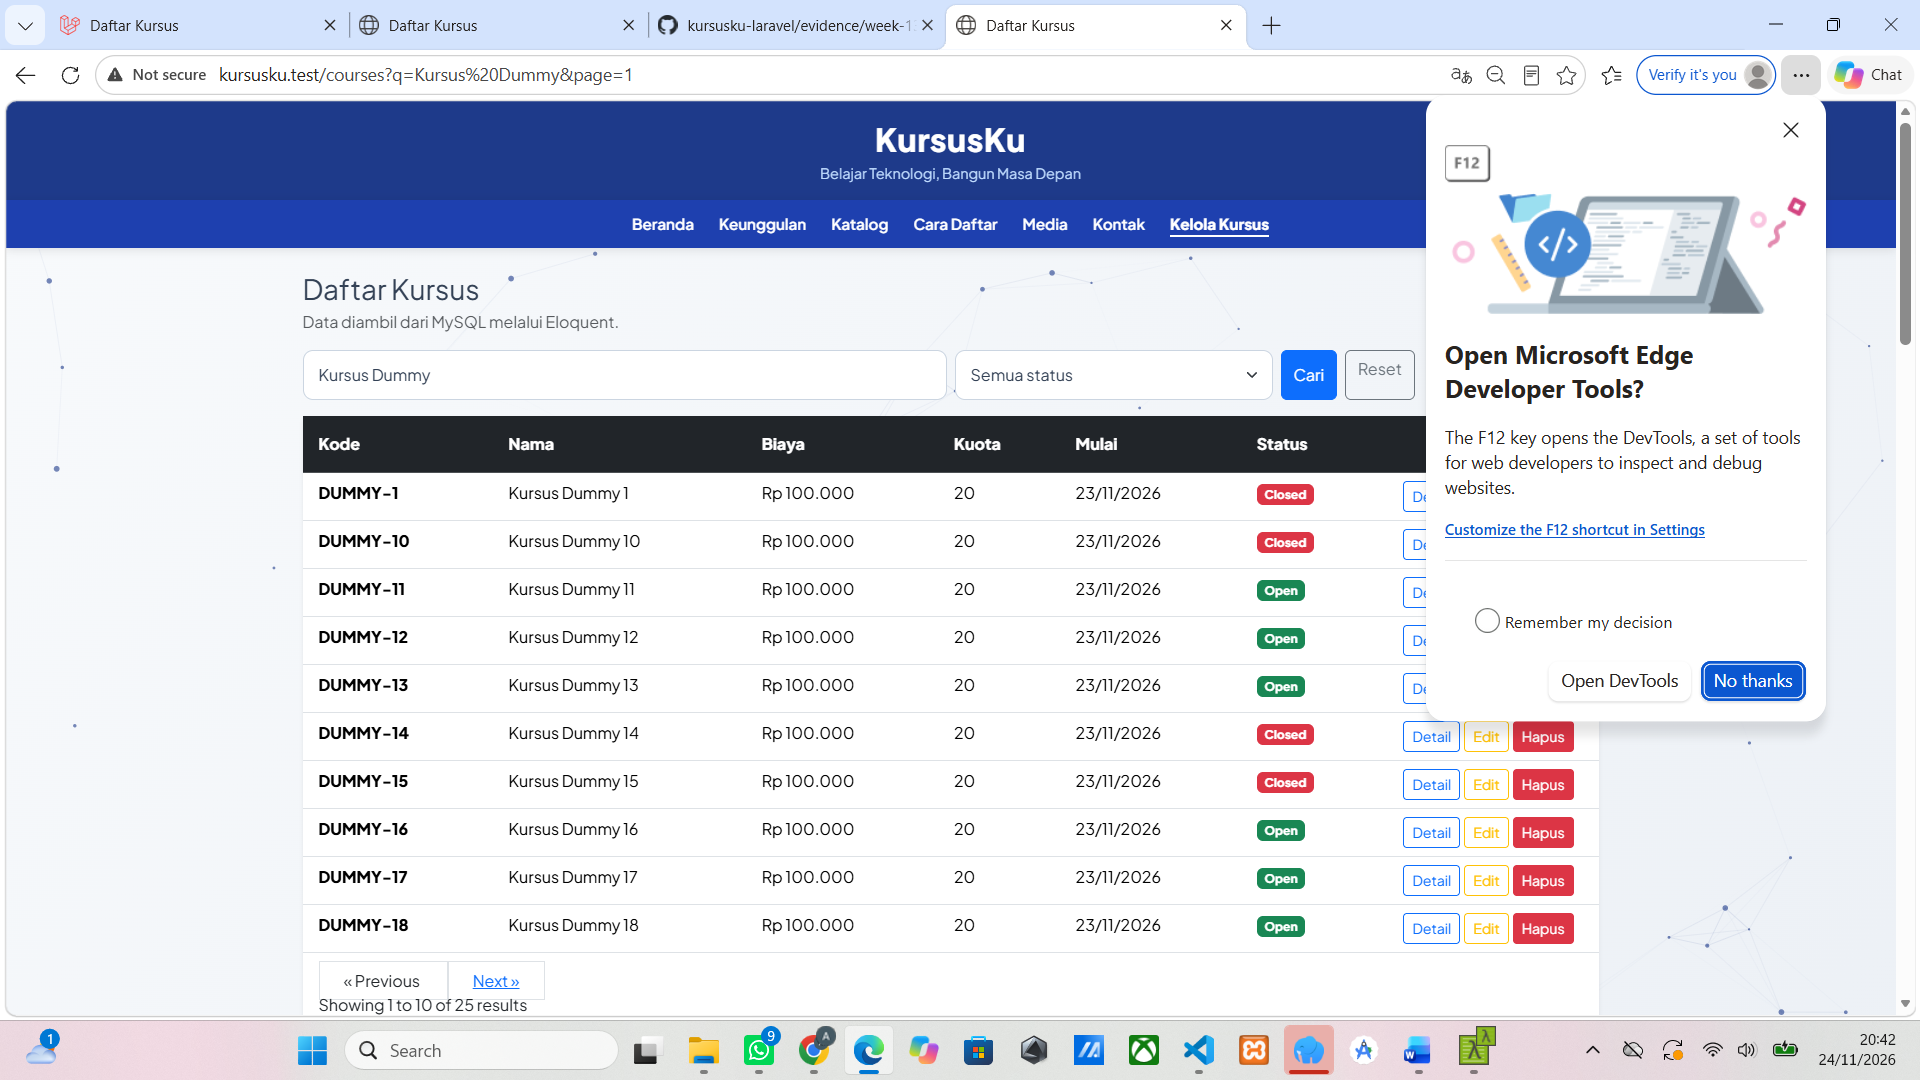 Daftar Kursus
Daftar Kursus
kursusku-laravel/evidence/week-1
Daftar Kursus
Not secure
kursusku.test/courses?q=Kursus%20Dummy&page=1
Verify it's you
Chat
KursusKu
Belajar Teknologi, Bangun Masa Depan
Beranda Keunggulan Katalog Cara Daftar Media Kontak Kelola Kursus
Daftar Kursus
Data diambil dari MySQL melalui Eloquent.
Kursus Dummy Semua status Cari Reset
Kode Nama Biaya Kuota Mulai Status
DUMMY-1 Kursus Dummy 1 Rp 100.000 20 23/11/2026 Closed
DUMMY-10 Kursus Dummy 10 Rp 100.000 20 23/11/2026 Closed
DUMMY-11 Kursus Dummy 11 Rp 100.000 20 23/11/2026 Open
DUMMY-12 Kursus Dummy 12 Rp 100.000 20 23/11/2026 Open
DUMMY-13 Kursus Dummy 13 Rp 100.000 20 23/11/2026 Open
DUMMY-14 Kursus Dummy 14 Rp 100.000 20 23/11/2026 Closed Detail Edit Hapus
DUMMY-15 Kursus Dummy 15 Rp 100.000 20 23/11/2026 Closed Detail Edit Hapus
DUMMY-16 Kursus Dummy 16 Rp 100.000 20 23/11/2026 Open Detail Edit Hapus
DUMMY-17 Kursus Dummy 17 Rp 100.000 20 23/11/2026 Open Detail Edit Hapus
DUMMY-18 Kursus Dummy 18 Rp 100.000 20 23/11/2026 Open Detail Edit Hapus
« Previous Next »
Showing 1 to 10 of 25 results
F12
Open Microsoft Edge
Developer Tools?
The F12 key opens the DevTools, a set of tools
for web developers to inspect and debug
websites.
Customize the F12 shortcut in Settings
Remember my decision
Open DevTools No thanks
1
Search
9
A
20:42
24/11/2026